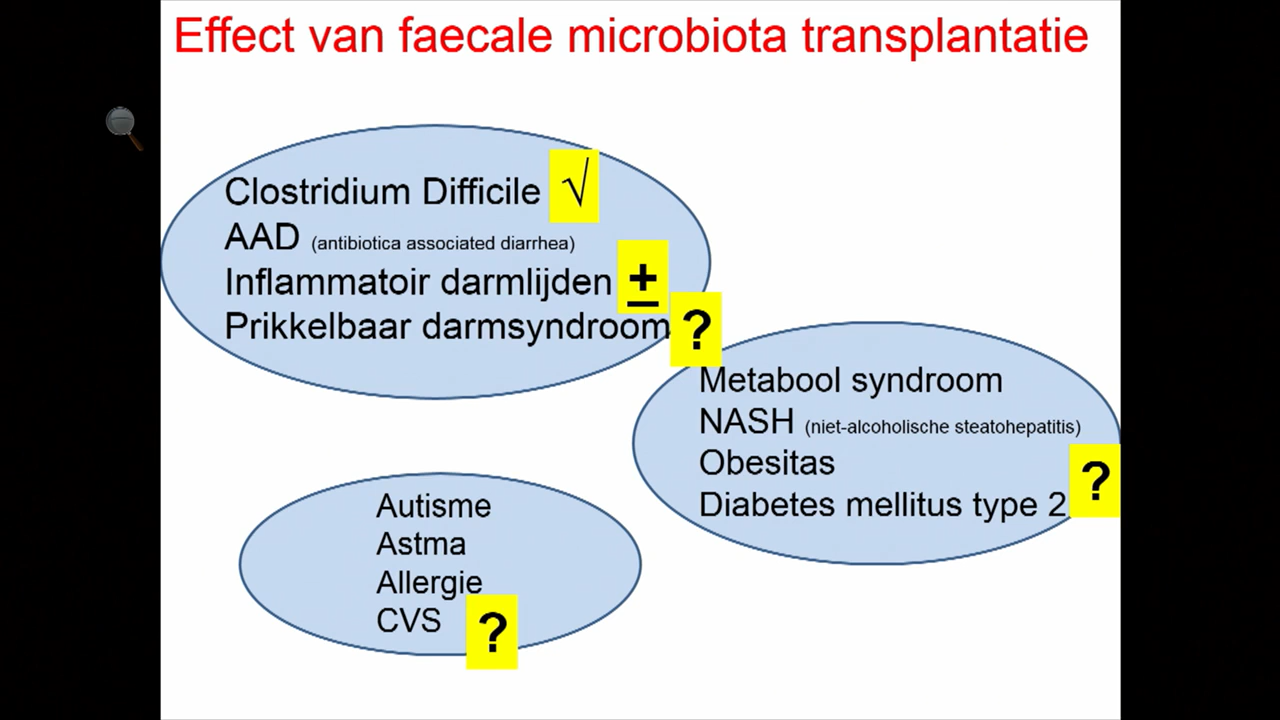 Effect van faecale microbiota transplantatie
Clostridium Difficile √
AAD (antibiotica associated diarrhea)
Inflammatoir darmlijden ±
Prikkelbaar darmsyndroom ?
Metabool syndroom
NASH (niet-alcoholische steatohepatitis)
Obesitas
Diabetes mellitus type 2 ?
Autisme
Astma
Allergie
CVS ?